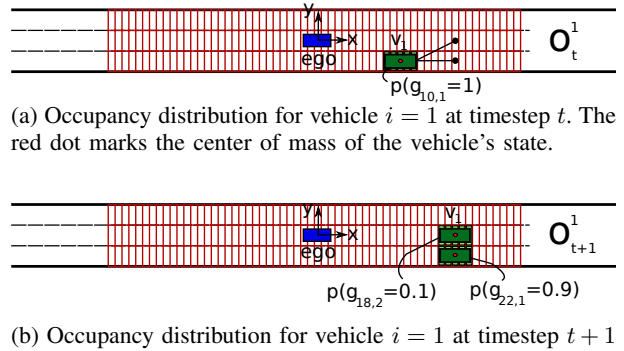 y
x
ego
v₁
O¹ₜ
p(g₁₀,₁=1)
(a) Occupancy distribution for vehicle i = 1 at timestep t. The
red dot marks the center of mass of the vehicle's state.
y
x
ego
v₁
O¹ₜ₊₁
p(g₁₈,₂=0.1)
p(g₂₂,₁=0.9)
(b) Occupancy distribution for vehicle i = 1 at timestep t + 1